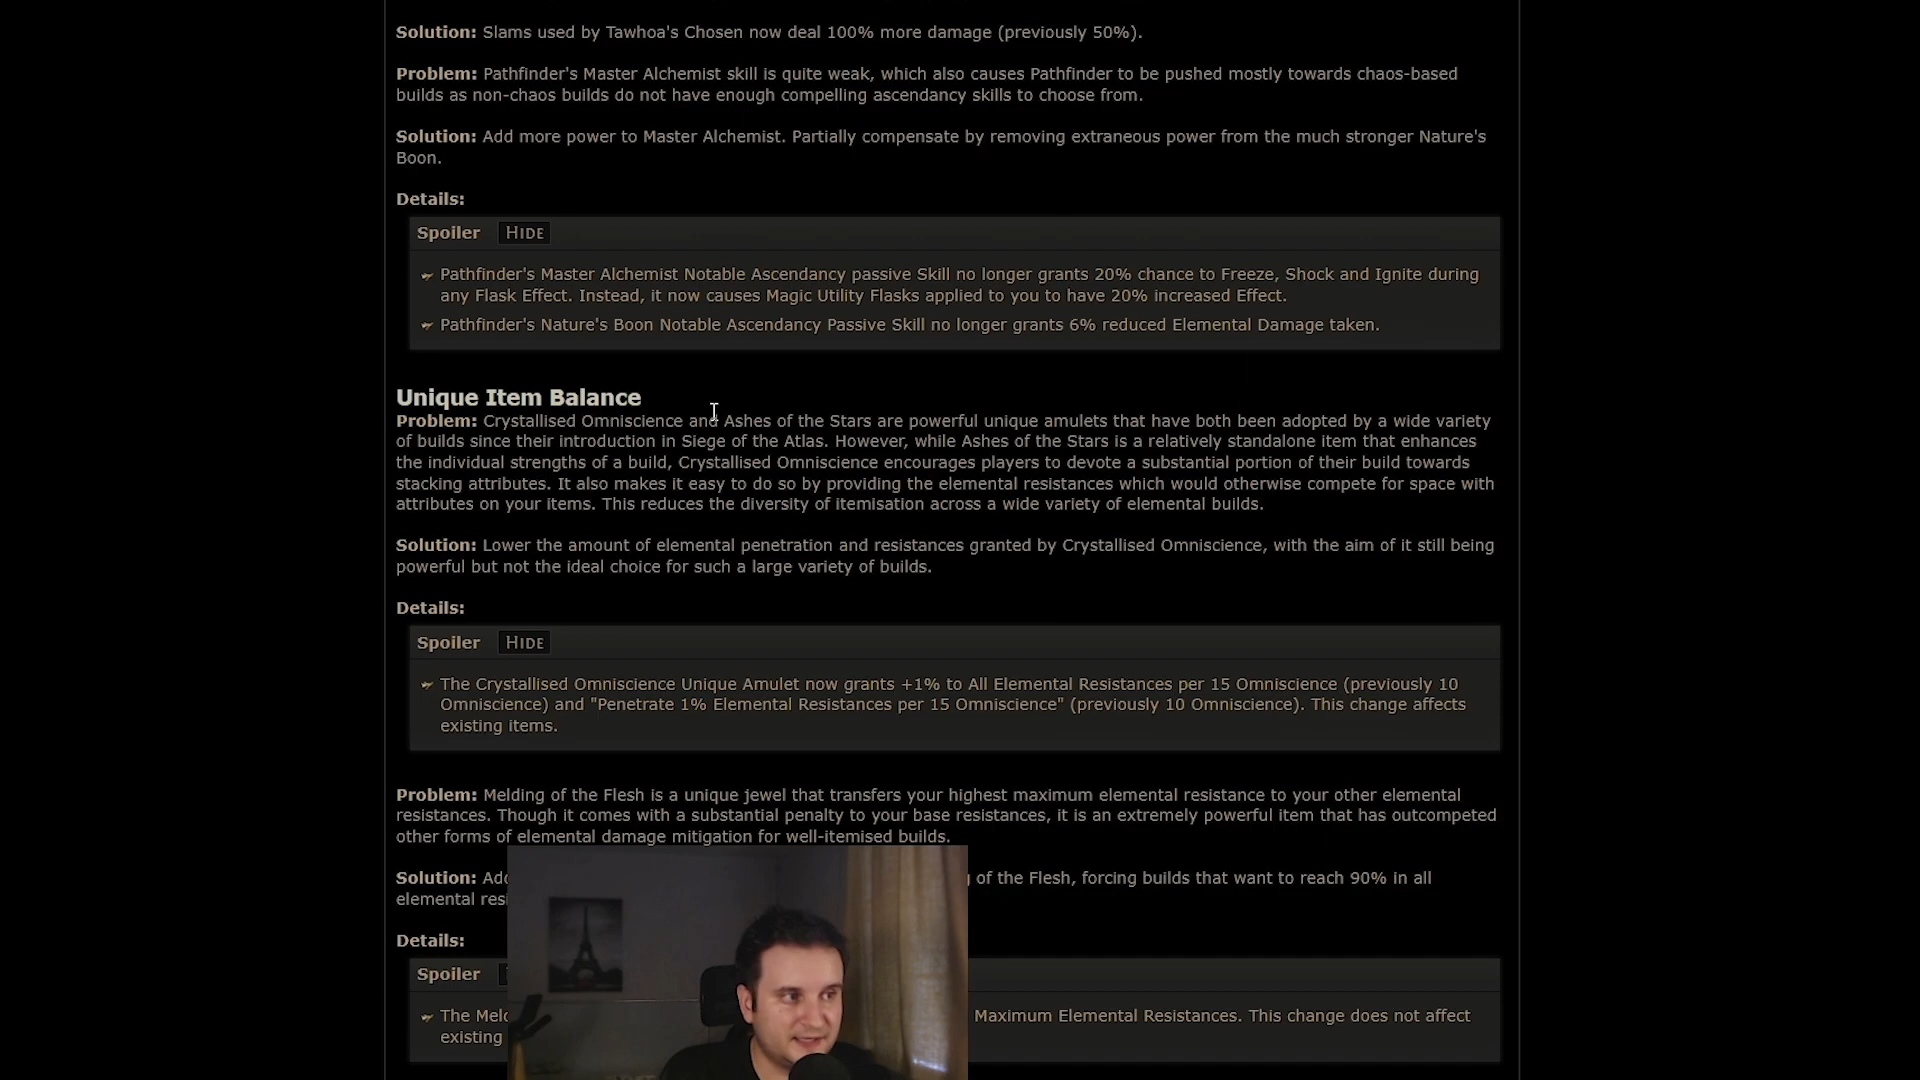 Solution: Slams used by Tawhoa's Chosen now deal 100% more damage (previously 50%).
Problem: Pathfinder's Master Alchemist skill is quite weak, which also causes Pathfinder to be pushed mostly towards chaos-based
builds as non-chaos builds do not have enough compelling ascendancy skills to choose from.
Solution: Add more power to Master Alchemist. Partially compensate by removing extraneous power from the much stronger Nature's
Boon.
Details:
Spoiler HIDE
Pathfinder's Master Alchemist Notable Ascendancy passive Skill no longer grants 20% chance to Freeze, Shock and Ignite during
any Flask Effect. Instead, it now causes Magic Utility Flasks applied to you to have 20% increased Effect.
Pathfinder's Nature's Boon Notable Ascendancy Passive Skill no longer grants 6% reduced Elemental Damage taken.
Unique Item Balance
Problem: Crystallised Omniscience and Ashes of the Stars are powerful unique amulets that have both been adopted by a wide variety
of builds since their introduction in Siege of the Atlas. However, while Ashes of the Stars is a relatively standalone item that enhances
the individual strengths of a build, Crystallised Omniscience encourages players to devote a substantial portion of their build towards
stacking attributes. It also makes it easy to do so by providing the elemental resistances which would otherwise compete for space with
attributes on your items. This reduces the diversity of itemisation across a wide variety of elemental builds.
Solution: Lower the amount of elemental penetration and resistances granted by Crystallised Omniscience, with the aim of it still being
powerful but not the ideal choice for such a large variety of builds.
Details:
Spoiler HIDE
The Crystallised Omniscience Unique Amulet now grants +1% to All Elemental Resistances per 15 Omniscience (previously 10
Omniscience) and "Penetrate 1% Elemental Resistances per 15 Omniscience" (previously 10 Omniscience). This change affects
existing items.
Problem: Melding of the Flesh is a unique jewel that transfers your highest maximum elemental resistance to your other elemental
resistances. Though it comes with a substantial penalty to your base resistances, it is an extremely powerful item that has outcompeted
other forms of elemental damage mitigation for well-itemised builds.
Solution: of the Flesh, forcing builds that want to reach 90% in all
elemental
Details:
Spoiler
The Maximum Elemental Resistances. This change does not affect
existing